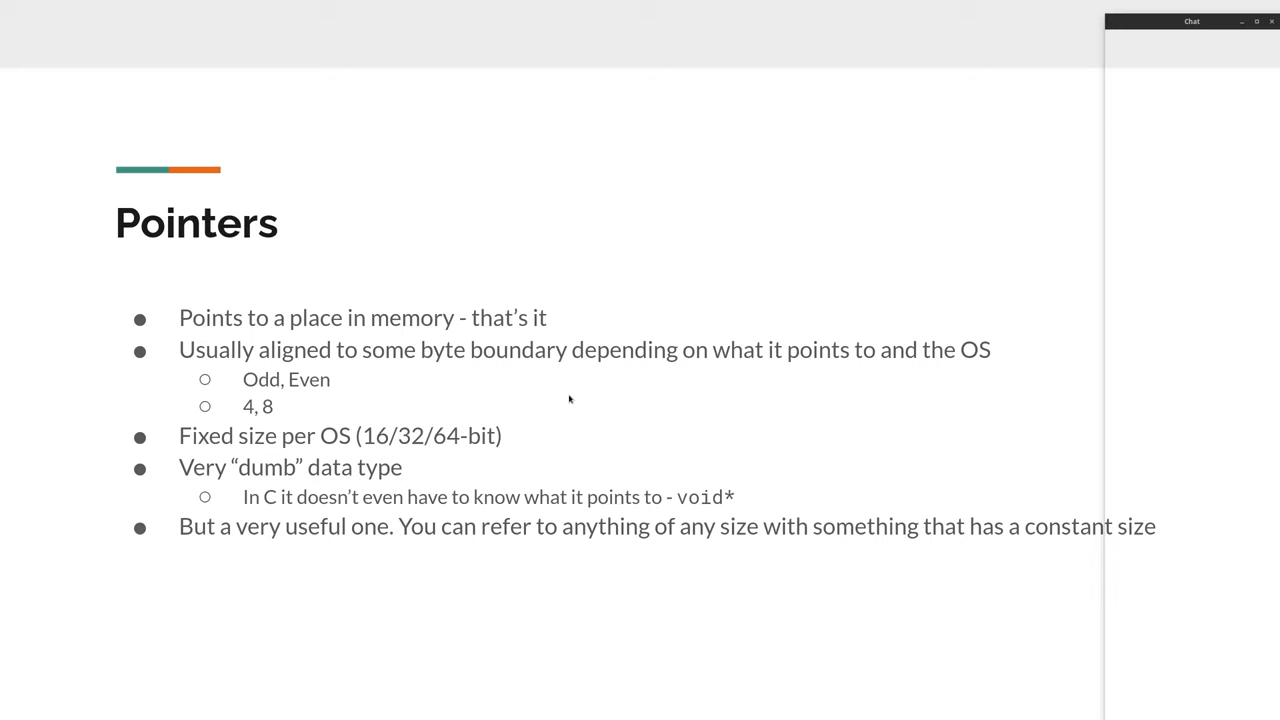 Chat
Pointers
● Points to a place in memory - that’s it
● Usually aligned to some byte boundary depending on what it points to and the OS
○ Odd, Even
○ 4, 8
● Fixed size per OS (16/32/64-bit)
● Very “dumb” data type
○ In C it doesn’t even have to know what it points to - void*
● But a very useful one. You can refer to anything of any size with something that has a constant size